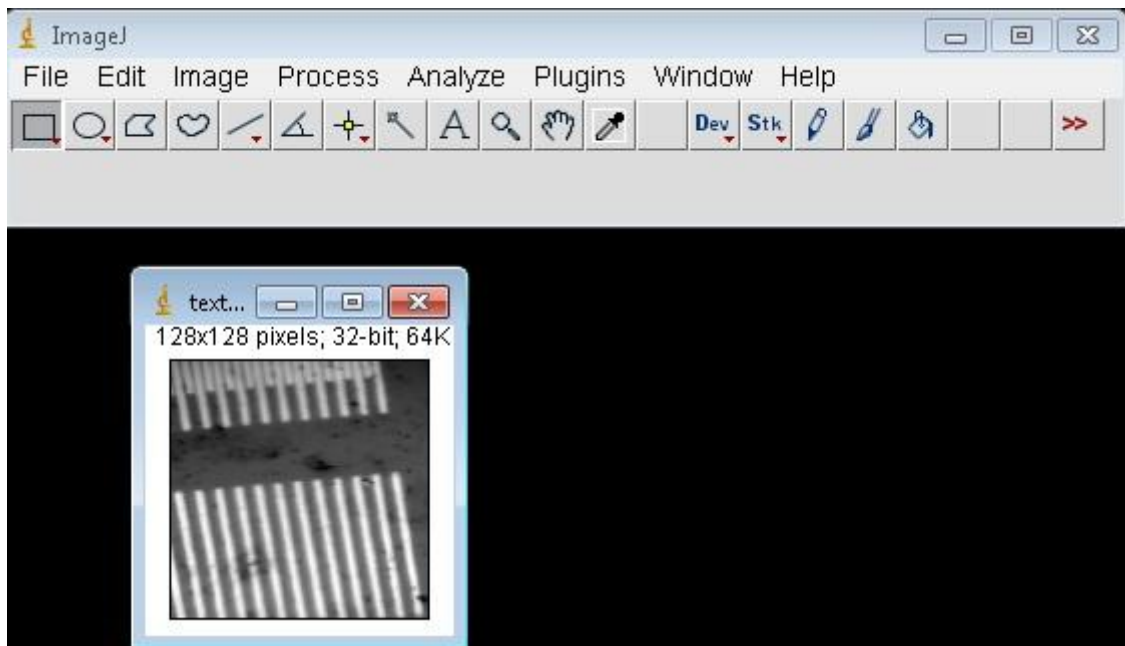 ImageJ
File Edit Image Process Analyze Plugins Window Help
A Dev Stk >>
text...
128x128 pixels; 32-bit; 64K